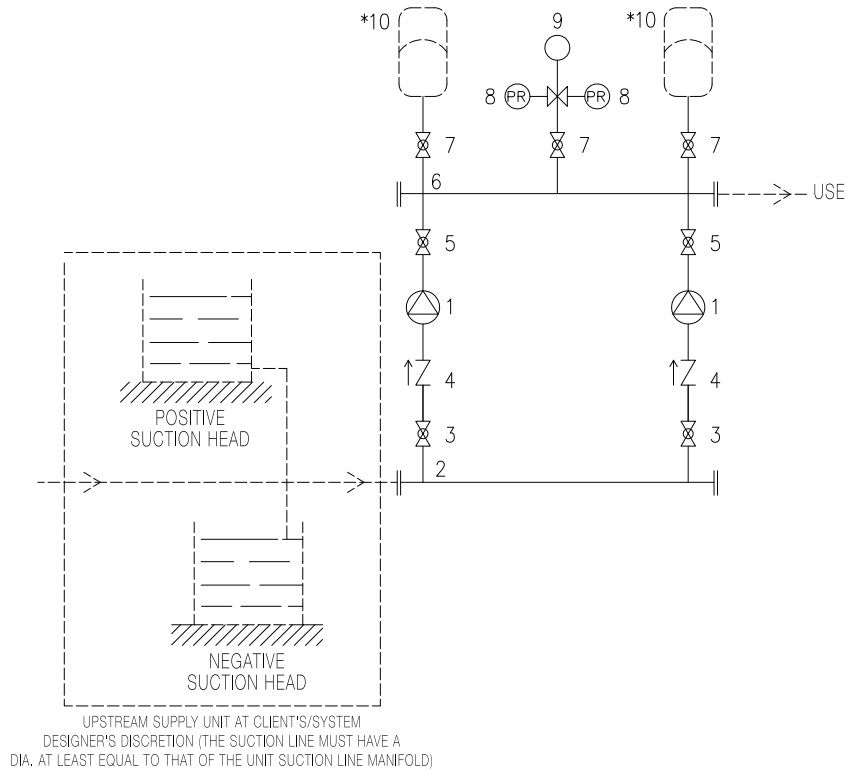 *10
9
*10
8
PR
PR
8
7
7
7
6
USE
5
5
1
1
4
4
3
3
2
POSITIVE
SUCTION HEAD
NEGATIVE
SUCTION HEAD
UPSTREAM SUPPLY UNIT AT CLIENT'S/SYSTEM
DESIGNER'S DISCRETION (THE SUCTION LINE MUST HAVE A
DIA. AT LEAST EQUAL TO THAT OF THE UNIT SUCTION LINE MANIFOLD)